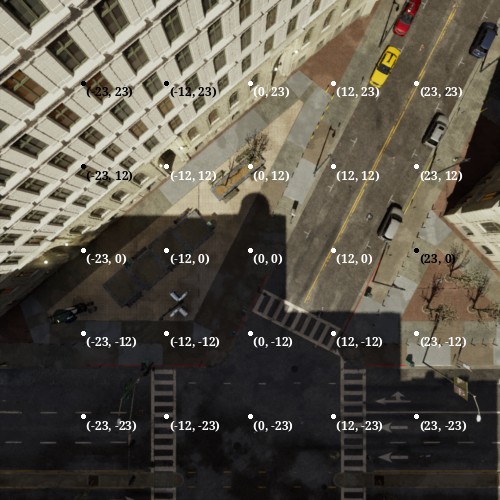 (-23, 23) (-12, 23) (0, 23) (12, 23) (23, 23)
(-23, 12) (-12, 12) (0, 12) (12, 12) (23, 12)
(-23, 0) (-12, 0) (0, 0) (12, 0) (23, 0)
(-23, -12) (-12, -12) (0, -12) (12, -12) (23, -12)
(-23, -23) (-12, -23) (0, -23) (12, -23) (23, -23)